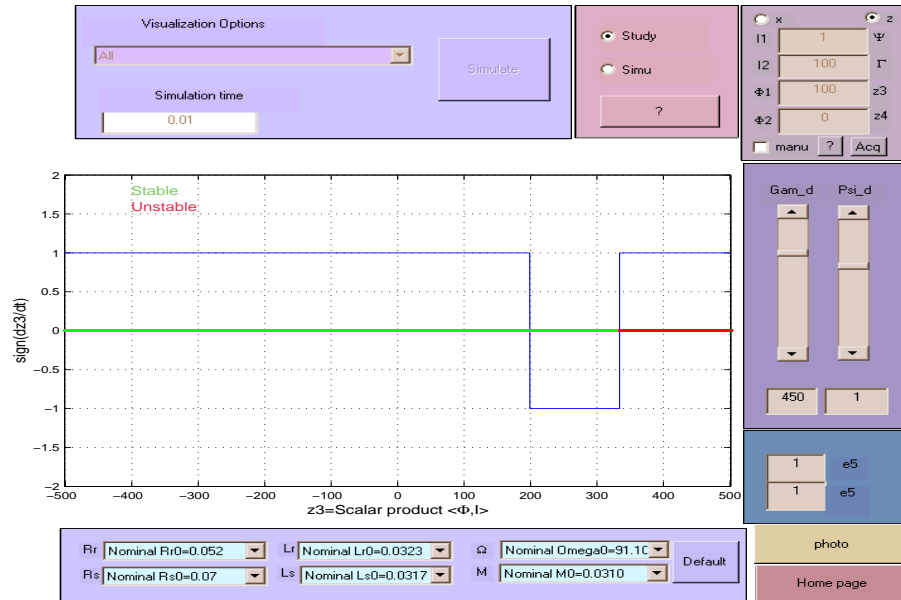 Visualization Options
All
Simulate
Simulation time
0.01
Study
Simu
?
x z
I1 1 Ψ
I2 100 Γ
Φ1 100 z3
Φ2 0 z4
manu ? Acq
Stable
Unstable
2
1.5
1
0.5
0
−0.5
−1
−1.5
−2
sign(dz3/dt)
−500 −400 −300 −200 −100 0 100 200 300 400 500
z3=Scalar product <Φ,I>
Gam_d Psi_d
450 1
1 e5
1 e5
Rr Nominal Rr0=0.052 Lr Nominal Lr0=0.0323 Ω Nominal Omega0=91.10
Rs Nominal Rs0=0.07 Ls Nominal Ls0=0.0317 M Nominal M0=0.0310
Default
photo
Home page